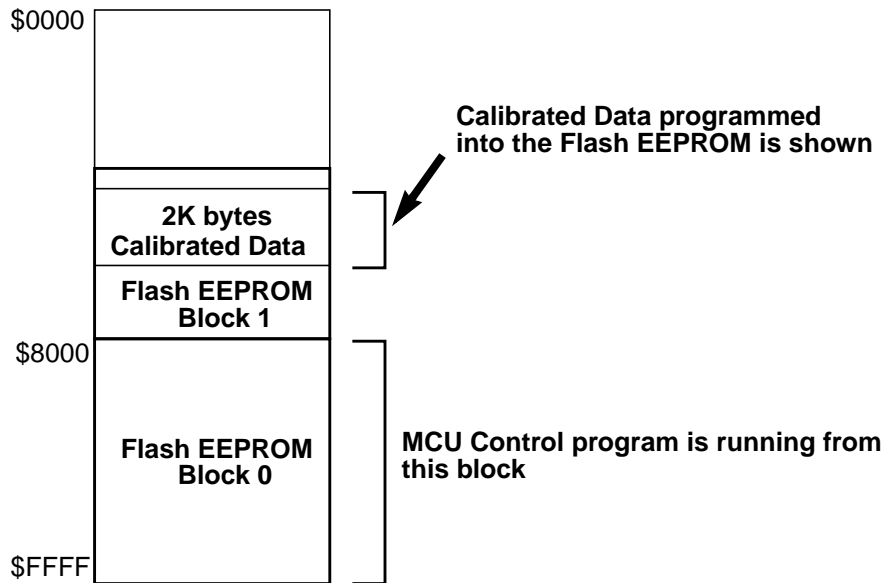 $0000
Calibrated Data programmed
into the Flash EEPROM is shown
2K bytes
Calibrated Data
Flash EEPROM
Block 1
$8000
Flash EEPROM
Block 0
MCU Control program is running from
this block
$FFFF